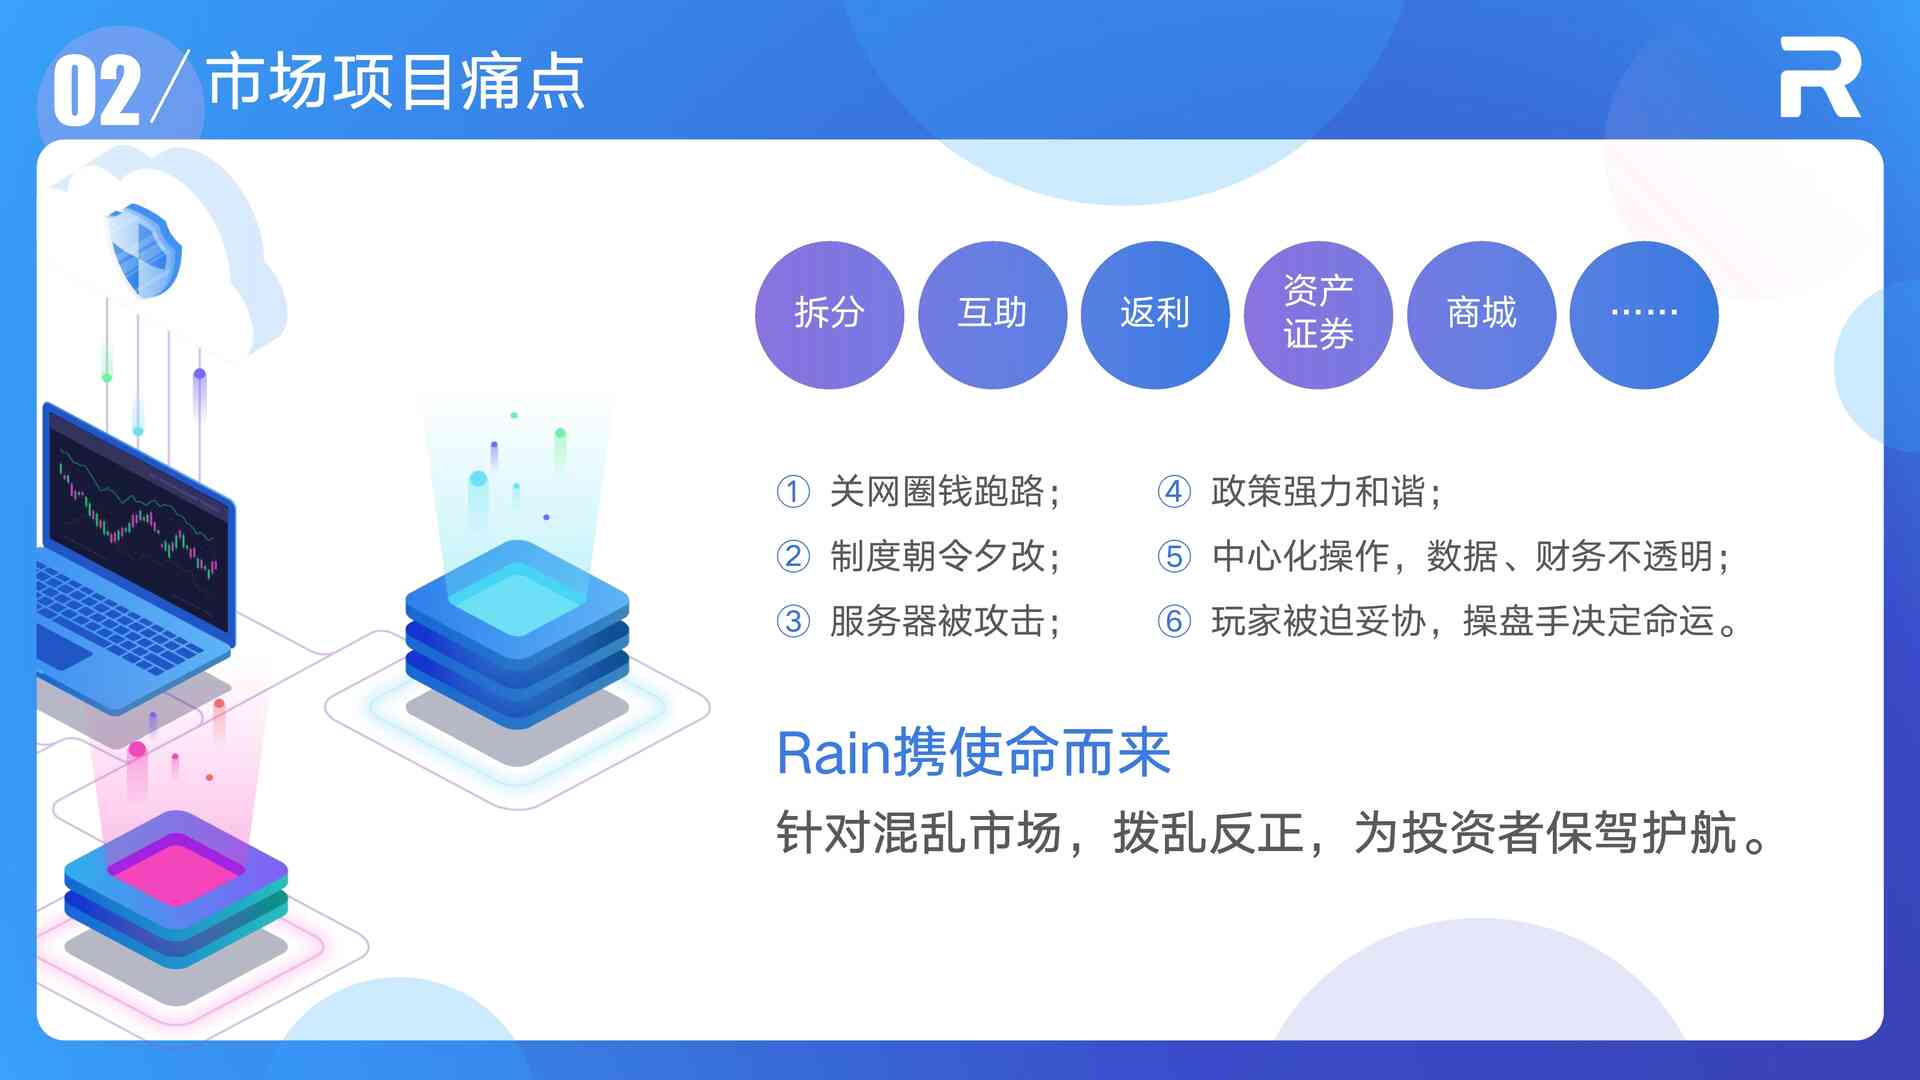 02/市场项目痛点
R
拆分
互助
返利
资产
证券
商城
……
① 关网圈钱跑路；
② 制度朝令夕改；
③ 服务器被攻击；
④ 政策强力和谐；
⑤ 中心化操作，数据、财务不透明；
⑥ 玩家被迫妥协，操盘手决定命运。
Rain携使命而来
针对混乱市场，拨乱反正，为投资者保驾护航。